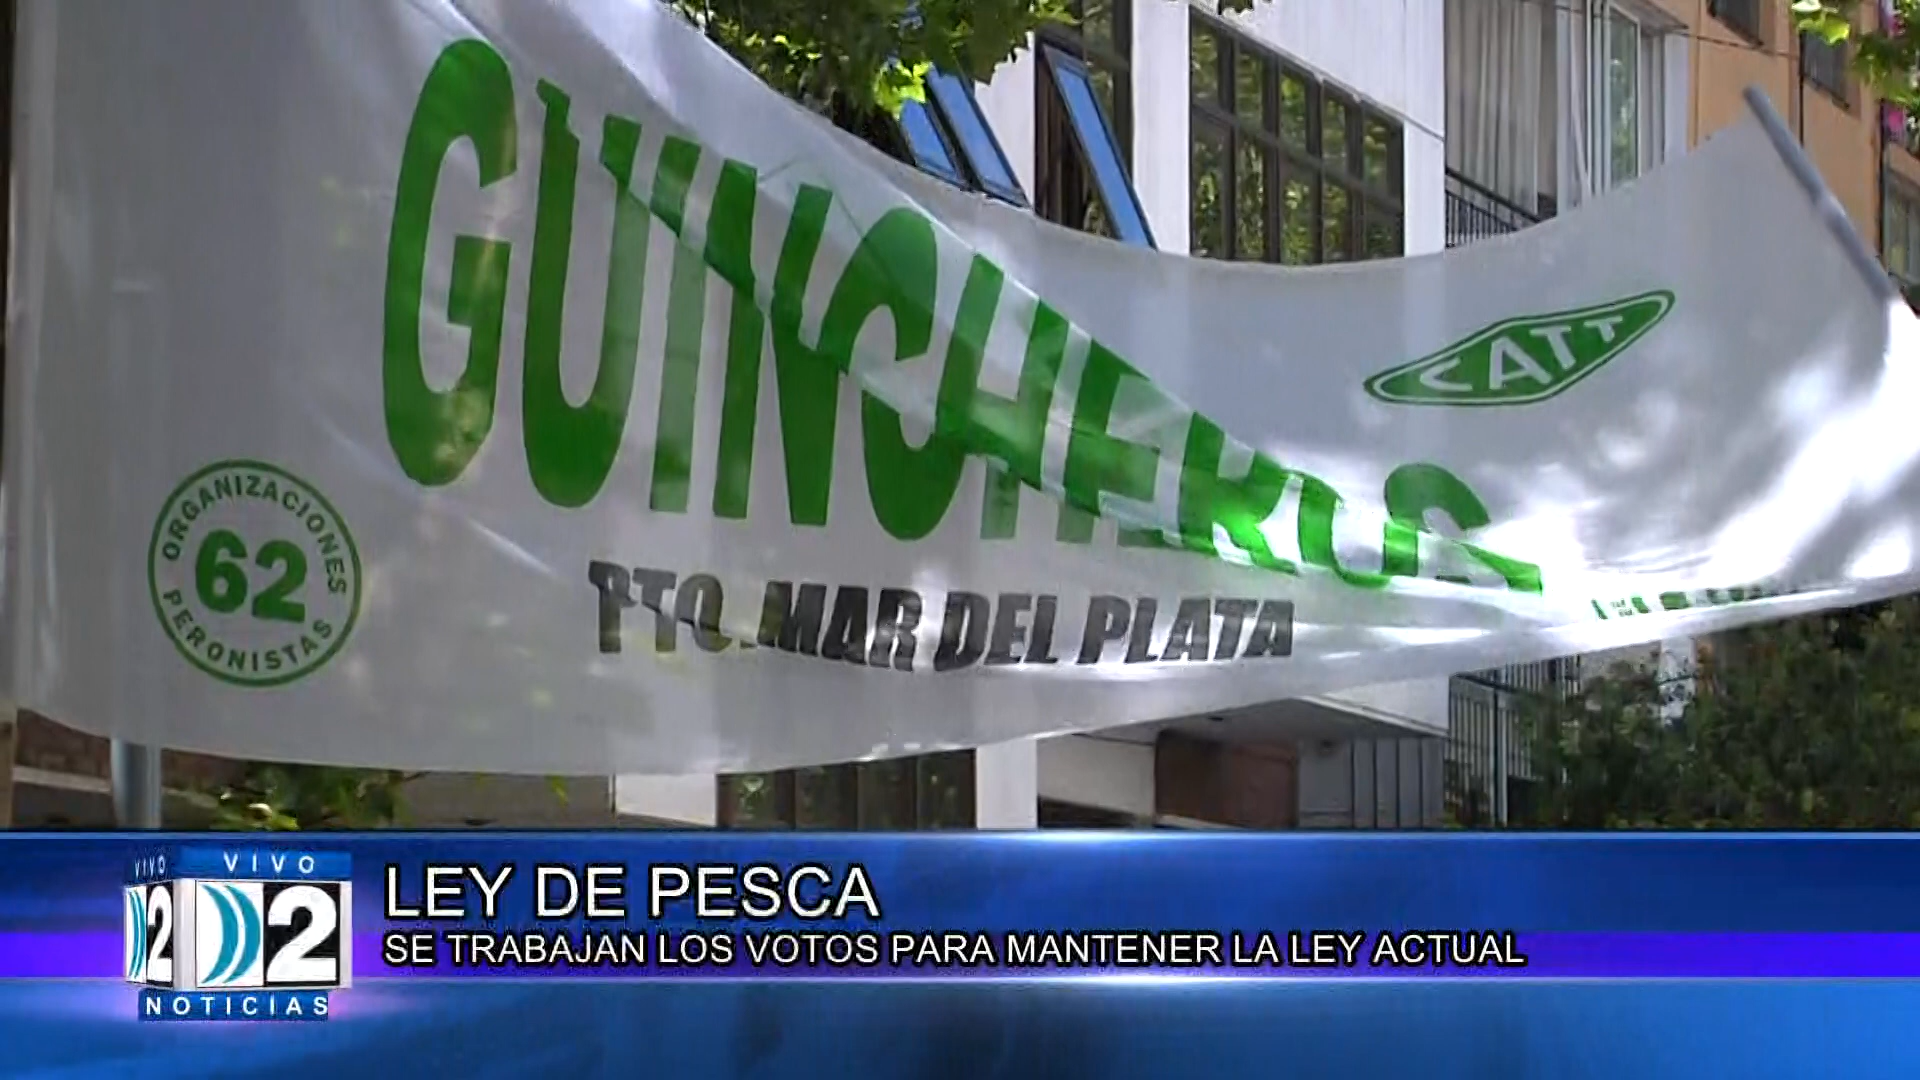 GUINCHEROS
CATT
ORGANIZACIONES
62
PERONISTAS
PTO. MAR DEL PLATA
VIVO
VIVO
2
2
NOTICIAS
LEY DE PESCA
SE TRABAJAN LOS VOTOS PARA MANTENER LA LEY ACTUAL